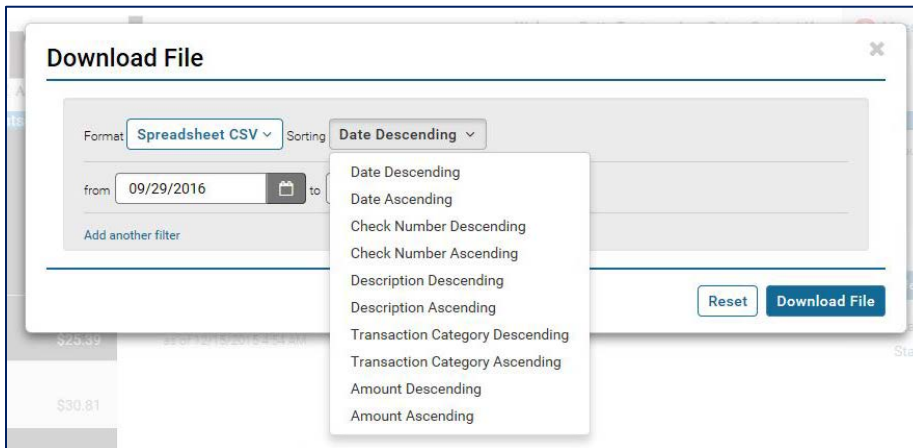 Download File
Format Spreadsheet CSV Sorting Date Descending
from 09/29/2016 to
Add another filter
Date Descending
Date Ascending
Check Number Descending
Check Number Ascending
Description Descending
Description Ascending
Transaction Category Descending
Transaction Category Ascending
Amount Descending
Amount Ascending
Reset Download File
$25.39
$30.81